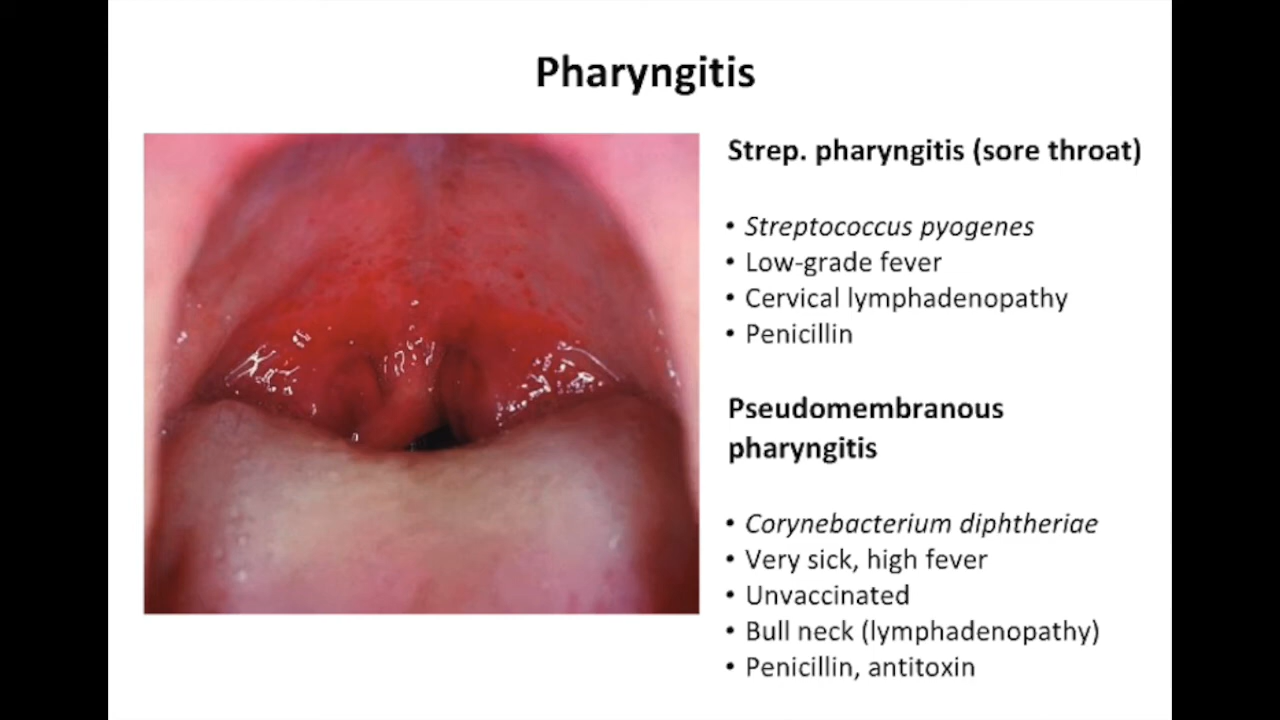 Pharyngitis
Strep. pharyngitis (sore throat)
• Streptococcus pyogenes
• Low-grade fever
• Cervical lymphadenopathy
• Penicillin
Pseudomembranous
pharyngitis
• Corynebacterium diphtheriae
• Very sick, high fever
• Unvaccinated
• Bull neck (lymphadenopathy)
• Penicillin, antitoxin